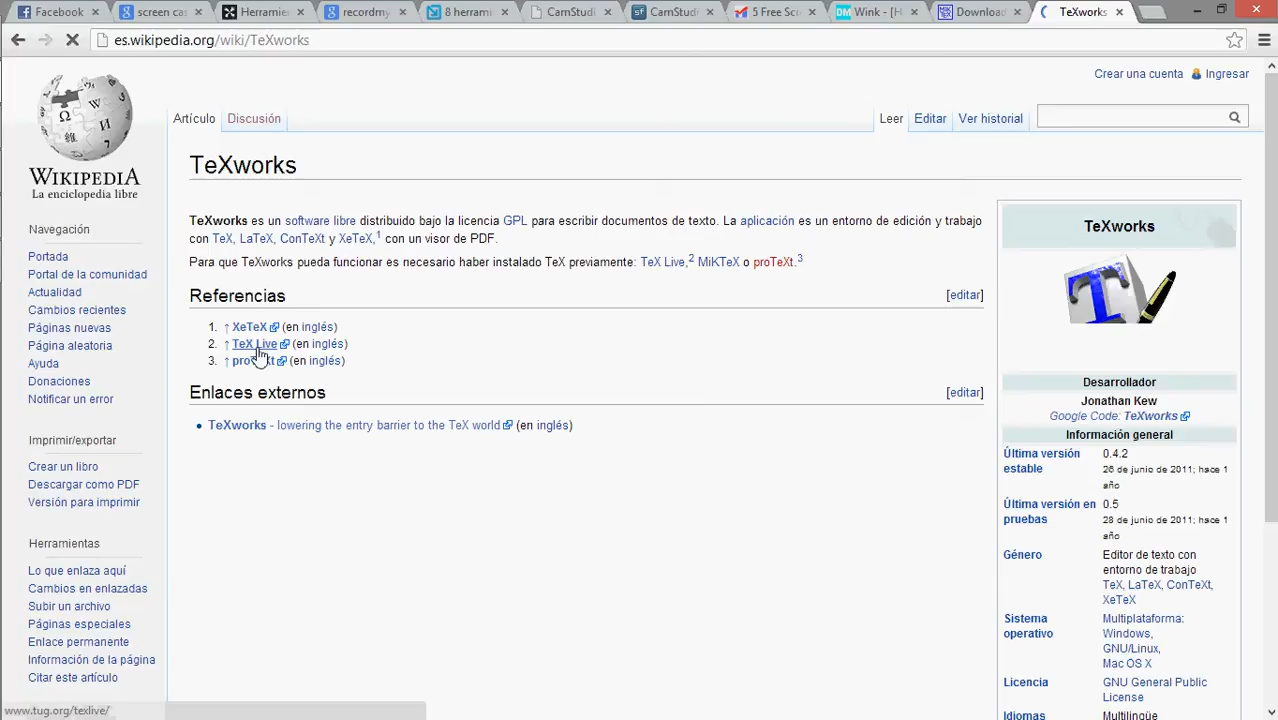 Facebook
screen cas
Herramien
recordmy
8 herrami
CamStudi
CamStudi
5 Free Scr
Wink - [H
Download
TeXworks
es.wikipedia.org/wiki/TeXworks
Crear una cuenta Ingresar
Artículo Discusión Leer Editar Ver historial
WIKIPEDIA
La enciclopedia libre
Navegación
Portada
Portal de la comunidad
Actualidad
Cambios recientes
Páginas nuevas
Página aleatoria
Ayuda
Donaciones
Notificar un error
Imprimir/exportar
Crear un libro
Descargar como PDF
Versión para imprimir
Herramientas
Lo que enlaza aquí
Cambios en enlazadas
Subir un archivo
Páginas especiales
Enlace permanente
Información de la página
Citar este artículo
TeXworks
TeXworks es un software libre distribuido bajo la licencia GPL para escribir documentos de texto. La aplicación es un entorno de edición y trabajo
con TeX, LaTeX, ConTeXt y XeTeX,1 con un visor de PDF.
Para que TeXworks pueda funcionar es necesario haber instalado TeX previamente: TeX Live,2 MiKTeX o proTeXt.3
Referencias [editar]
1. ↑ XeTeX (en inglés)
2. ↑ TeX Live (en inglés)
3. ↑ (en inglés)
Enlaces externos [editar]
• TeXworks - lowering the entry barrier to the TeX world (en inglés)
TeXworks
T
Desarrollador
Jonathan Kew
Google Code: TeXworks
Información general
Última versión estable 0.4.2
26 de junio de 2011; hace 1 año
Última versión en pruebas 0.5
28 de junio de 2011; hace 1 año
Género Editor de texto con
entorno de trabajo
TeX, LaTeX, ConTeXt,
XeTeX
Sistema operativo Multiplataforma:
Windows,
GNU/Linux,
Mac OS X
Licencia GNU General Public
License
Idiomas Multilingüe
www.tug.org/texlive/